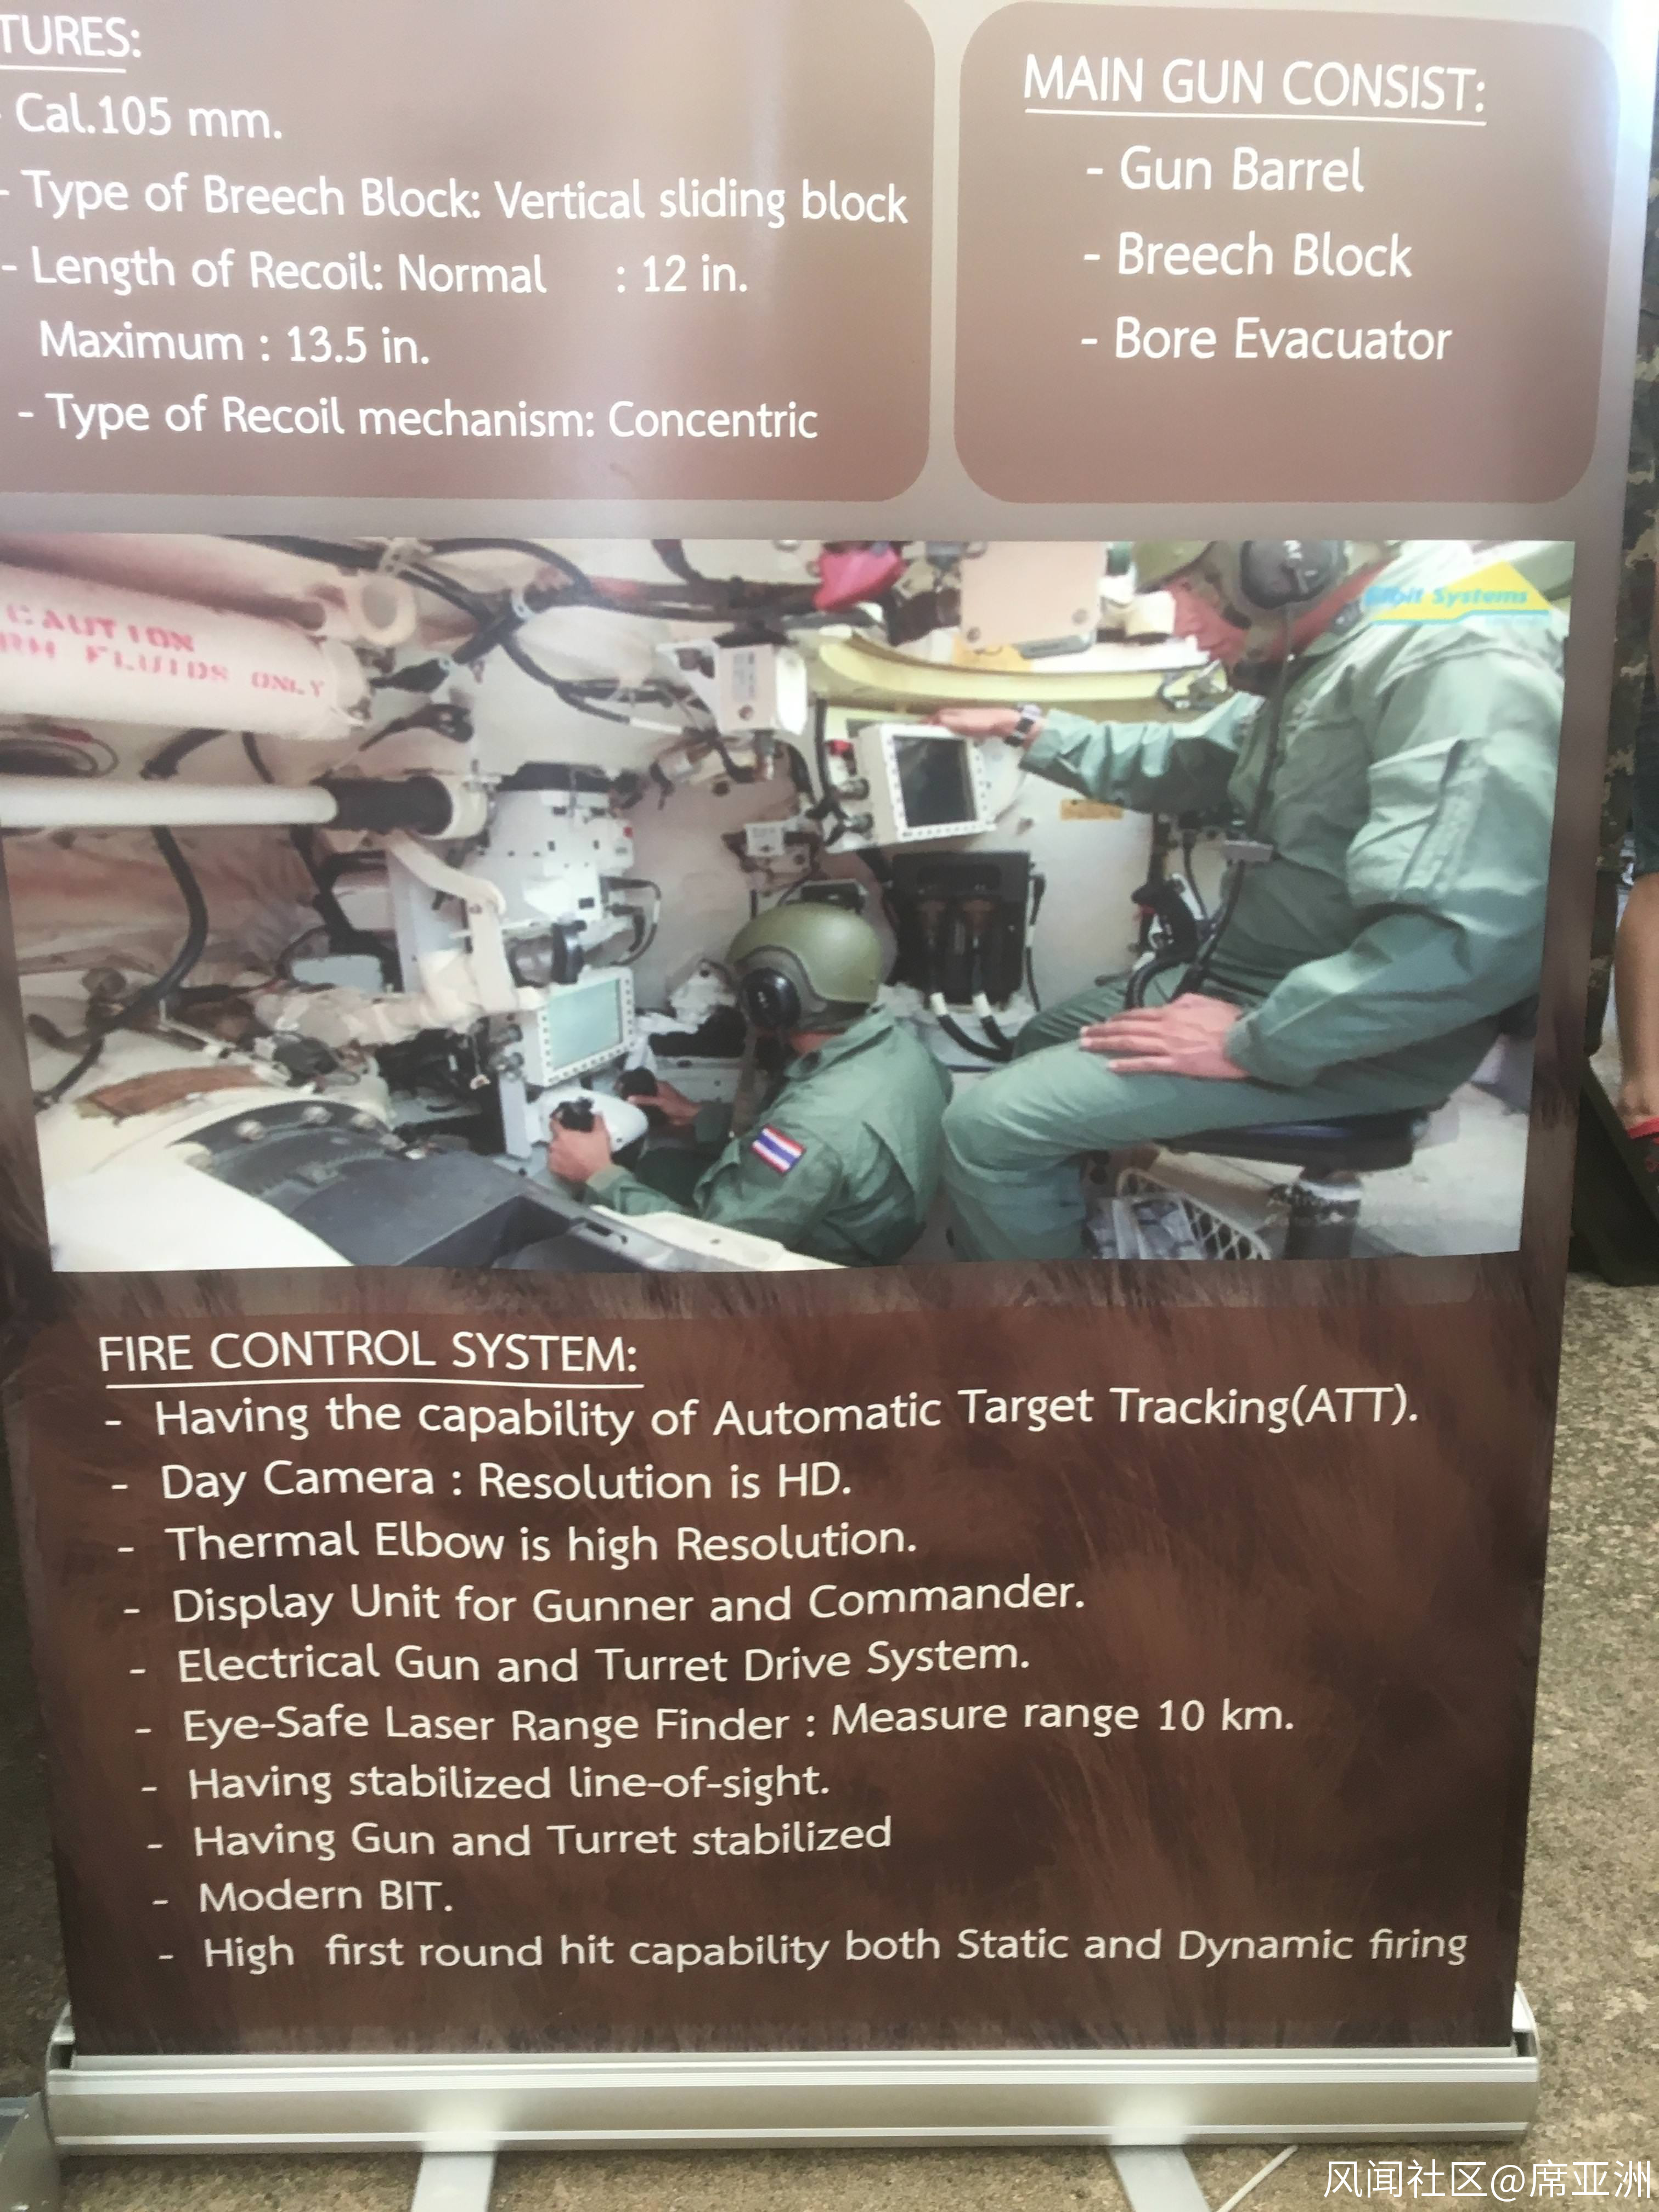 TURES:
- Cal.105 mm.
- Type of Breech Block: Vertical sliding block
- Length of Recoil: Normal : 12 in.
Maximum : 13.5 in.
- Type of Recoil mechanism: Concentric
MAIN GUN CONSIST:
- Gun Barrel
- Breech Block
- Bore Evacuator
CAUTION
FLUIDS ONLY
Elbit Systems
FIRE CONTROL SYSTEM:
- Having the capability of Automatic Target Tracking(ATT).
- Day Camera : Resolution is HD.
- Thermal Elbow is high Resolution.
- Display Unit for Gunner and Commander.
- Electrical Gun and Turret Drive System.
- Eye-Safe Laser Range Finder : Measure range 10 km.
- Having stabilized line-of-sight.
- Having Gun and Turret stabilized
- Modern BIT.
- High first round hit capability both Static and Dynamic firing
风闻社区@席亚洲